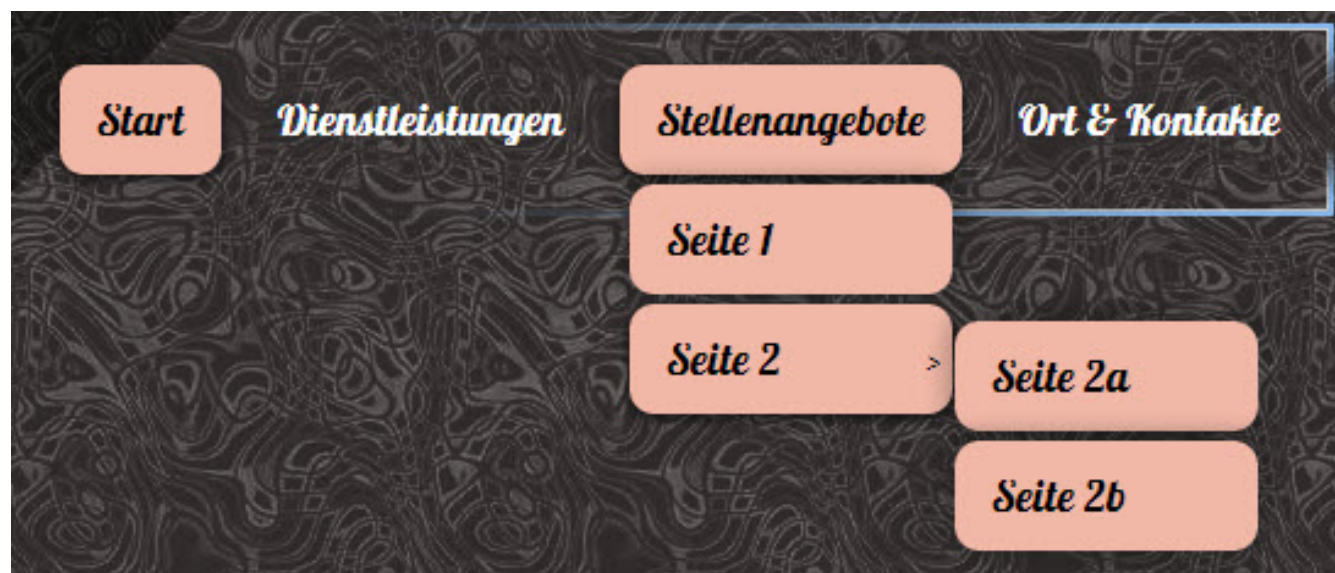 Start Dienstleistungen Stellenangebote Ort & Kontakte
Seite 1
Seite 2 >
Seite 2a
Seite 2b